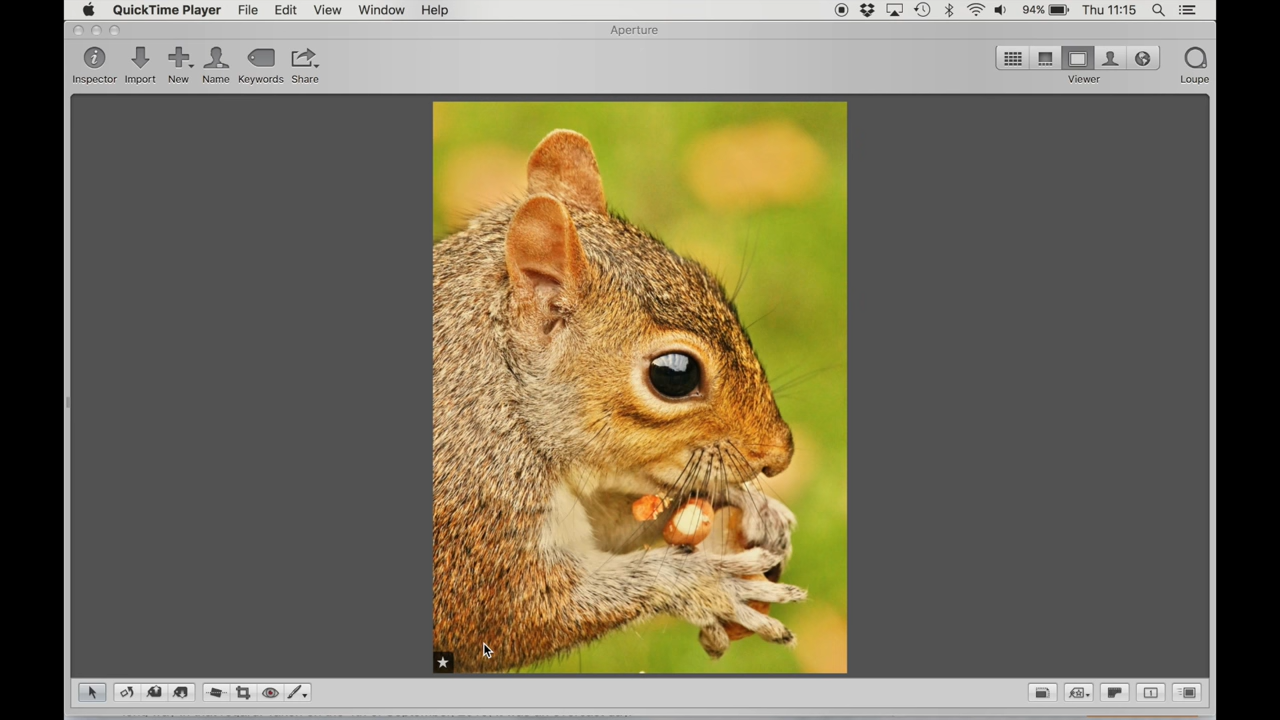 QuickTime Player File Edit View Window Help 94% Thu 11:15
Aperture
Inspector Import New Name Keywords Share Viewer Loupe
1